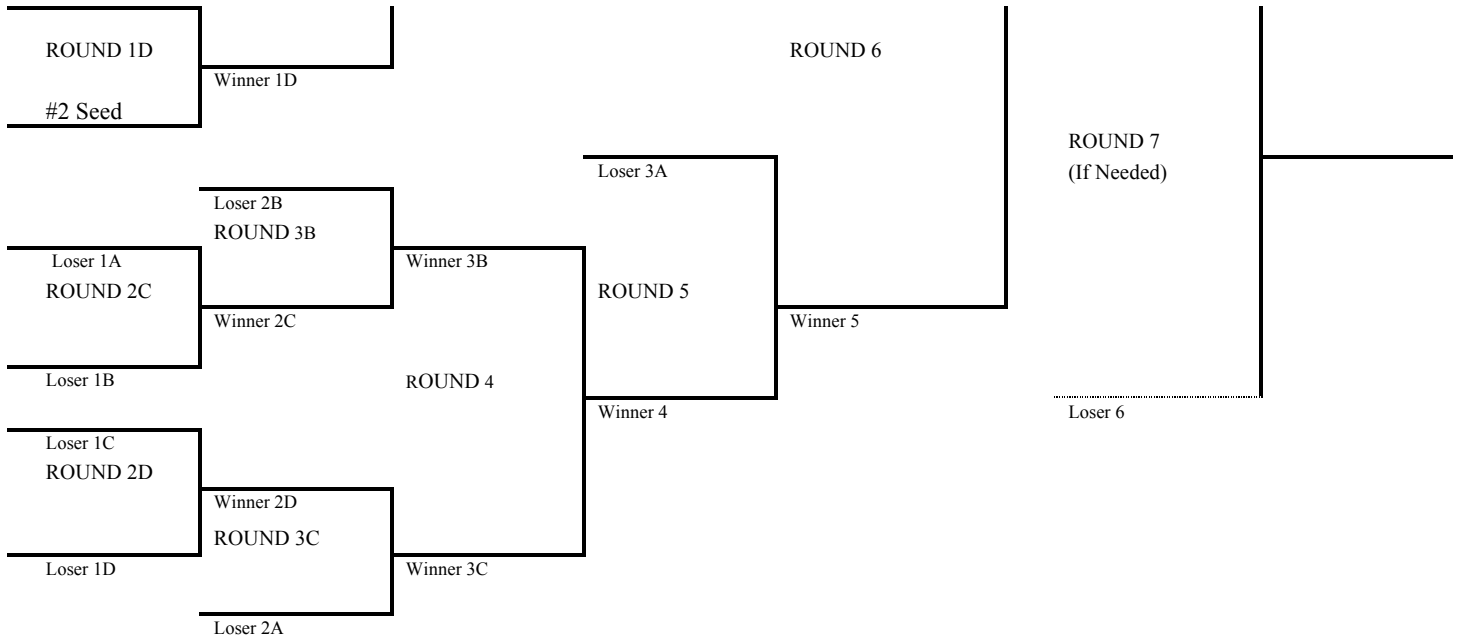 ROUND 1D
ROUND 6
Winner 1D
#2 Seed
ROUND 7
(If Needed)
Loser 3A
Loser 2B
ROUND 3B
Loser 1A
Winner 3B
ROUND 2C
ROUND 5
Winner 2C
Winner 5
Loser 1B
ROUND 4
Winner 4
Loser 6
Loser 1C
ROUND 2D
Winner 2D
ROUND 3C
Loser 1D
Winner 3C
Loser 2A